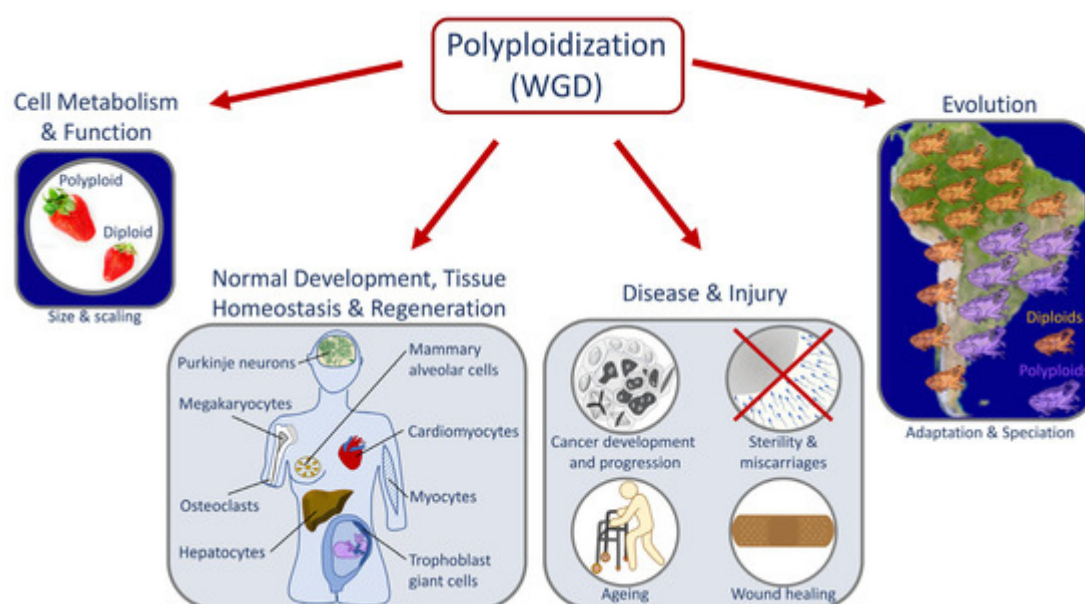 Polyploidization
(WGD)
Cell Metabolism
& Function
Polyploid
Diploid
Size & scaling
Normal Development, Tissue
Homeostasis & Regeneration
Purkinje neurons
Mammary
alveolar cells
Megakaryocytes
Cardiomyocytes
Osteoclasts
Myocytes
Hepatocytes
Trophoblast
giant cells
Disease & Injury
Cancer development
and progression
Sterility &
miscarriages
Ageing
Wound healing
Evolution
Diploids
Polyploids
Adaptation & Speciation